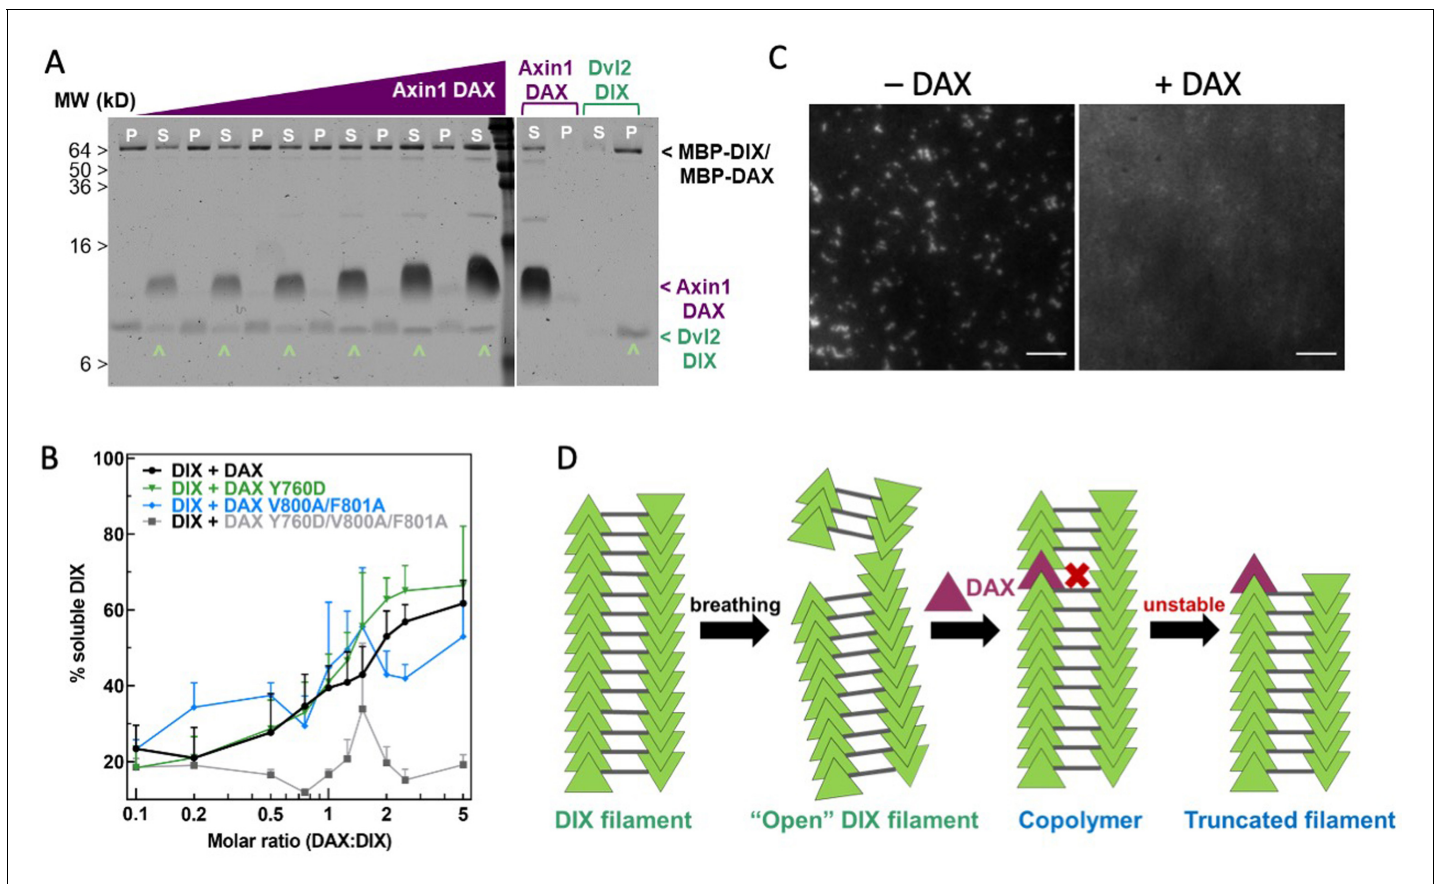 A
MW (kD)
Axin1 DAX
Axin1
DAX
Dvl2
DIX
P S P S P S P S P S P S
S P S P
64 >
50 >
36 >
16 >
6 >
^ ^ ^ ^ ^ ^ ^
< MBP-DIX/
MBP-DAX
< Axin1
DAX
< Dvl2
DIX
C
– DAX
+ DAX
B
DIX + DAX
DIX + DAX Y760D
DIX + DAX V800A/F801A
DIX + DAX Y760D/V800A/F801A
% soluble DIX
100
80
60
40
20
0.1 0.2 0.5 1 2 5
Molar ratio (DAX:DIX)
D
breathing
DAX
unstable
DIX filament
“Open” DIX filament
Copolymer
Truncated filament